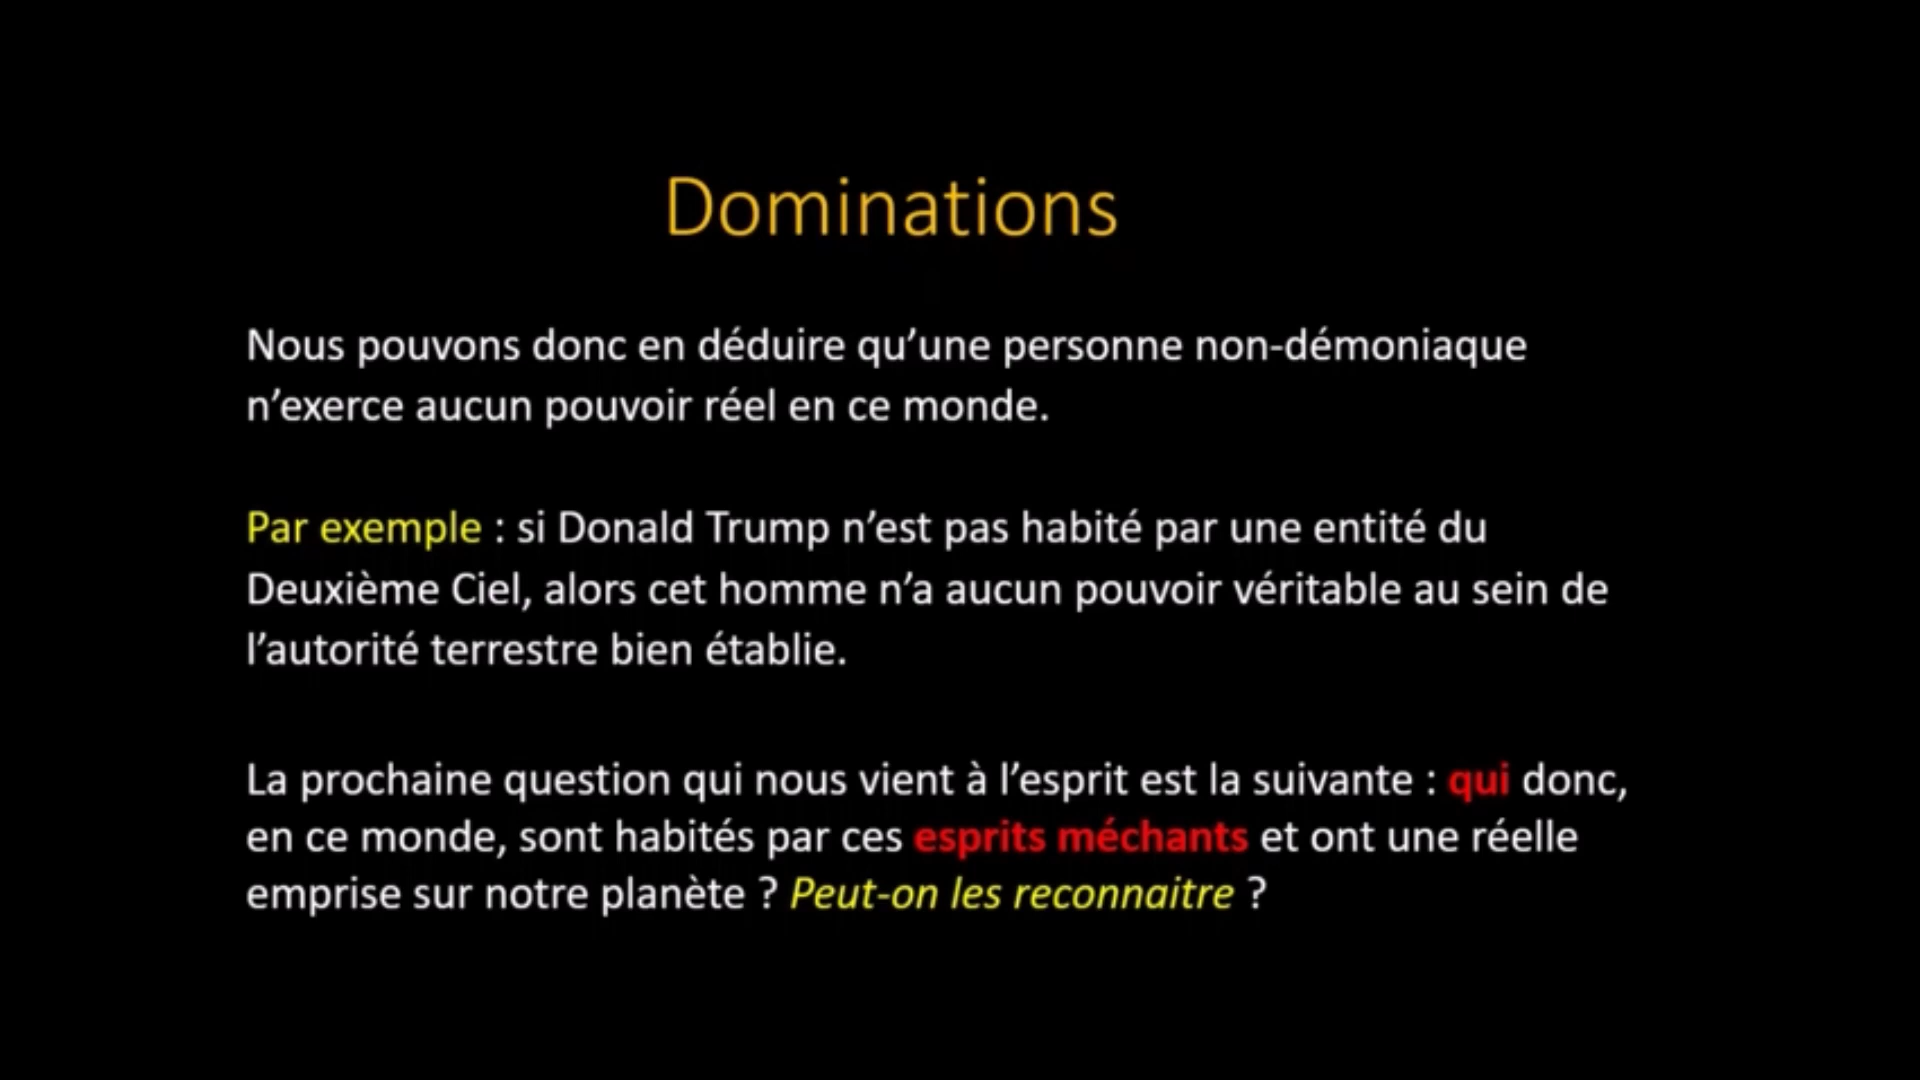 Dominations
Nous pouvons donc en déduire qu’une personne non-démoniaque
n’exerce aucun pouvoir réel en ce monde.
Par exemple : si Donald Trump n’est pas habité par une entité du
Deuxième Ciel, alors cet homme n’a aucun pouvoir véritable au sein de
l’autorité terrestre bien établie.
La prochaine question qui nous vient à l’esprit est la suivante : qui donc,
en ce monde, sont habités par ces esprits méchants et ont une réelle
emprise sur notre planète ? Peut-on les reconnaitre ?